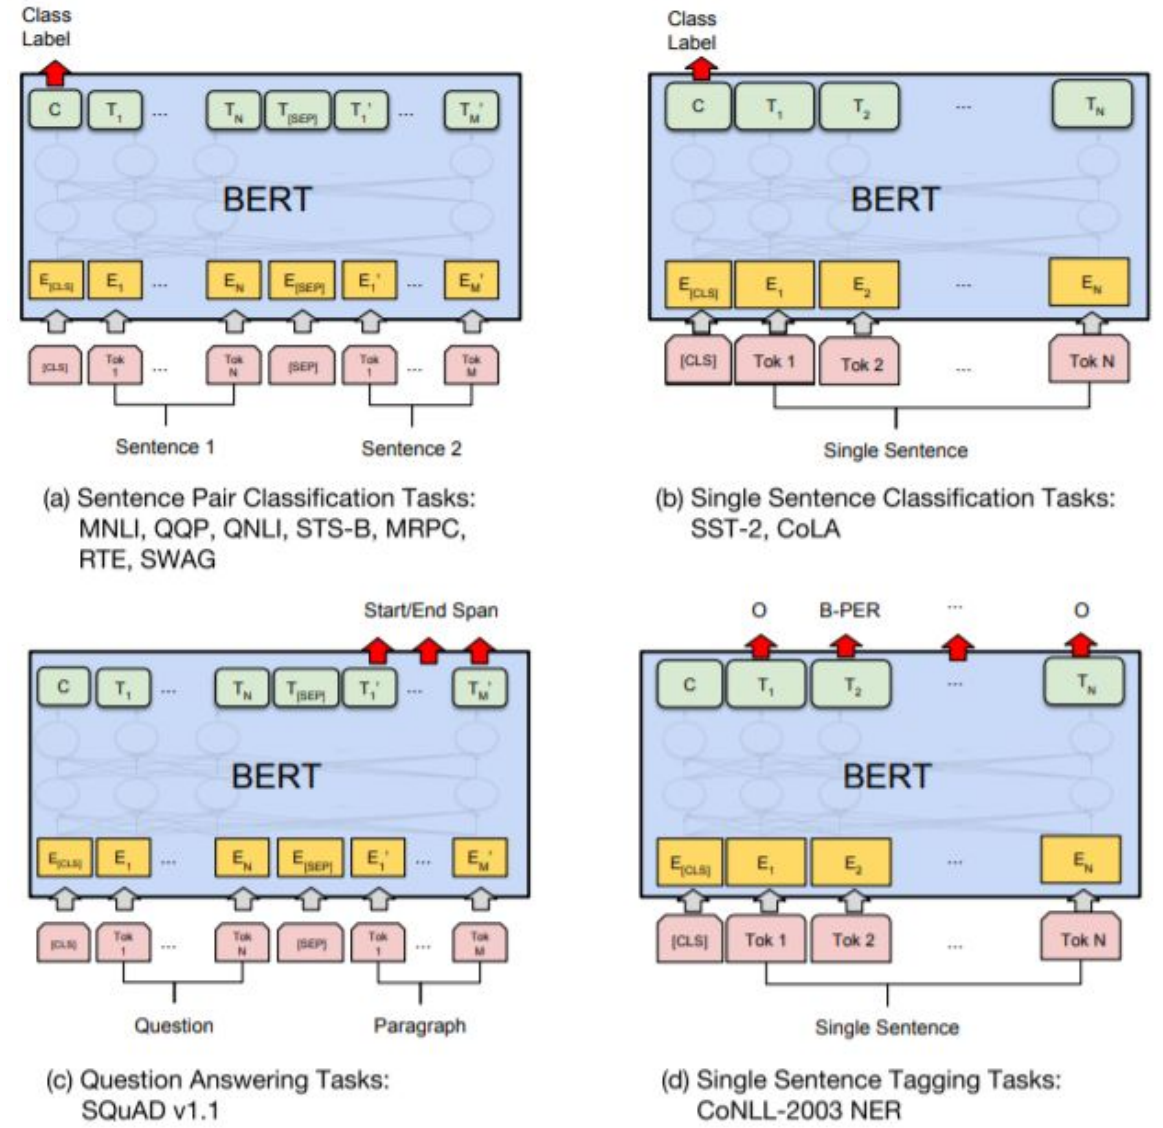 Class
Label
C T1 ... TN T[SEP] T1' ... TM'
BERT
E[CLS] E1 ... EN E[SEP] E1' ... EM'
[CLS] Tok 1 ... Tok N [SEP] Tok 1 ... Tok M
Sentence 1 Sentence 2
(a) Sentence Pair Classification Tasks:
MNLI, QQP, QNLI, STS-B, MRPC,
RTE, SWAG
Class
Label
C T1 T2 ... TN
BERT
E[CLS] E1 E2 ... EN
[CLS] Tok 1 Tok 2 ... Tok N
Single Sentence
(b) Single Sentence Classification Tasks:
SST-2, CoLA
Start/End Span
C T1 ... TN T[SEP] T1' ... TM'
BERT
E[CLS] E1 ... EN E[SEP] E1' ... EM'
[CLS] Tok 1 ... Tok N [SEP] Tok 1 ... Tok M
Question Paragraph
(c) Question Answering Tasks:
SQuAD v1.1
O B-PER ... O
C T1 T2 ... TN
BERT
E[CLS] E1 E2 ... EN
[CLS] Tok 1 Tok 2 ... Tok N
Single Sentence
(d) Single Sentence Tagging Tasks:
CoNLL-2003 NER